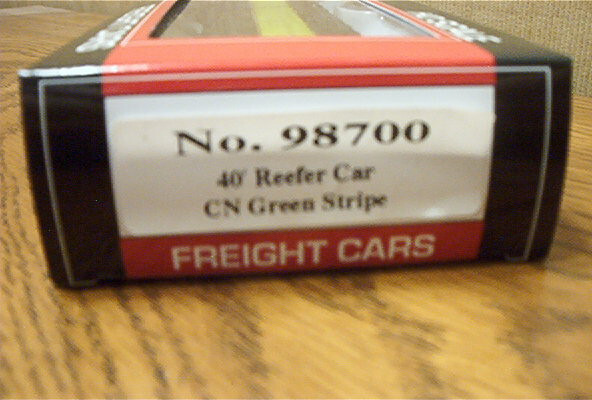 No. 98700
40' Reefer Car
CN Green Stripe
FREIGHT CARS